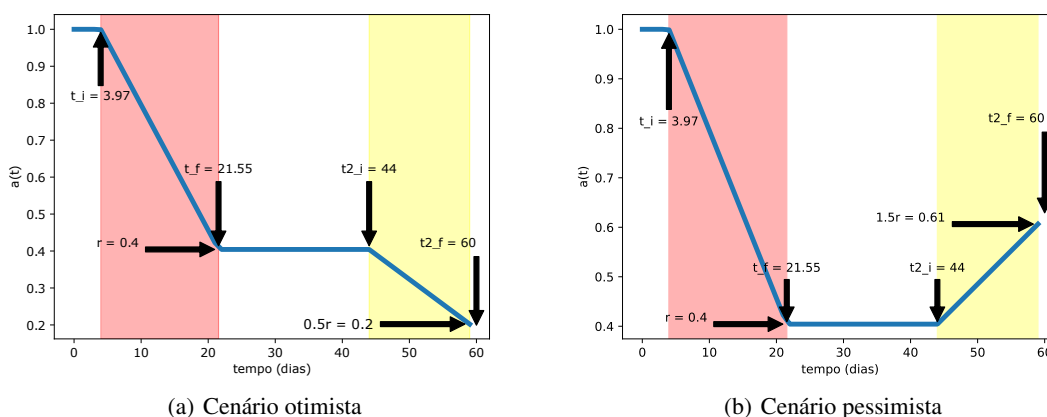 1.0
0.9
0.8
0.7
0.6
0.5
0.4
0.3
0.2
a(t)
t_i = 3.97
t_f = 21.55
t2_i = 44
r = 0.4
t2_f = 60
0.5r = 0.2
0 10 20 30 40 50 60
tempo (dias)
(a) Cenário otimista
1.0
0.9
0.8
0.7
0.6
0.5
0.4
a(t)
t_i = 3.97
t2_f = 60
1.5r = 0.61
t_f = 21.55
t2_i = 44
r = 0.4
0 10 20 30 40 50 60
tempo (dias)
(b) Cenário pessimista